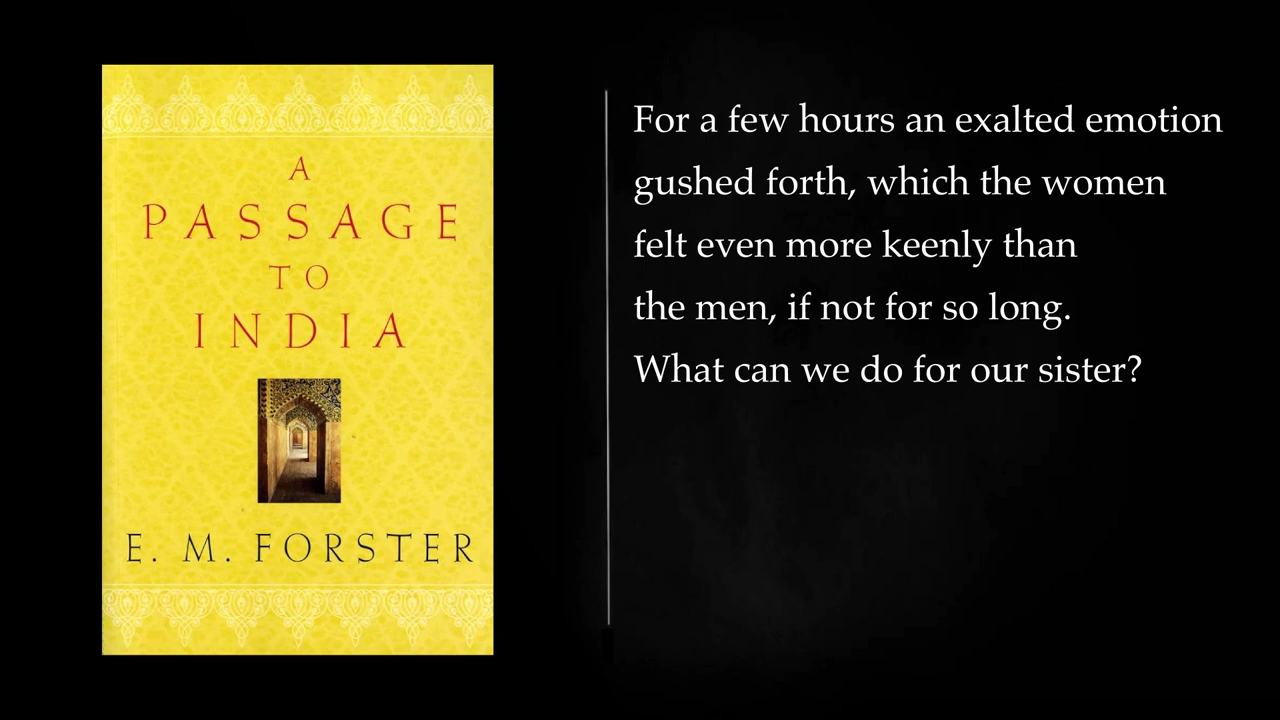 A
PASSAGE
TO
INDIA
E. M. FORSTER
For a few hours an exalted emotion
gushed forth, which the women
felt even more keenly than
the men, if not for so long.
What can we do for our sister?